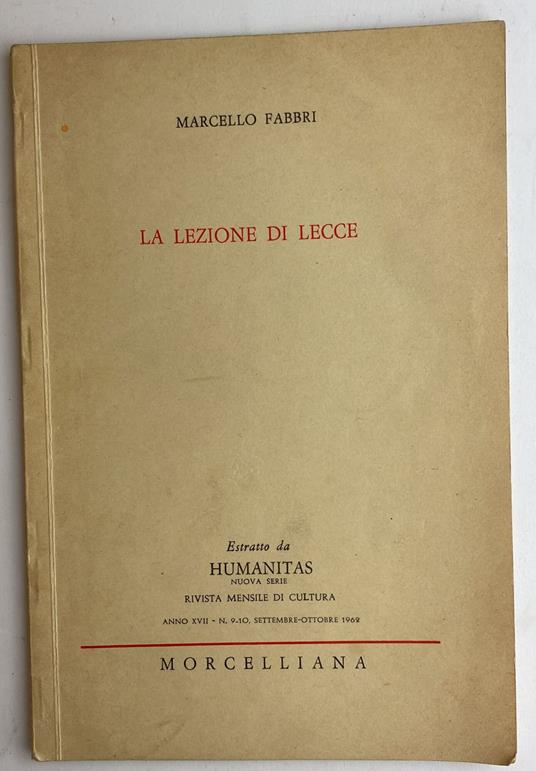 MARCELLO FABBRI
LA LEZIONE DI LECCE
Estratto da
HUMANITAS
NUOVA SERIE
RIVISTA MENSILE DI CULTURA
ANNO XVII - N. 9-10, SETTEMBRE-OTTOBRE 1962
MORCELLIANA